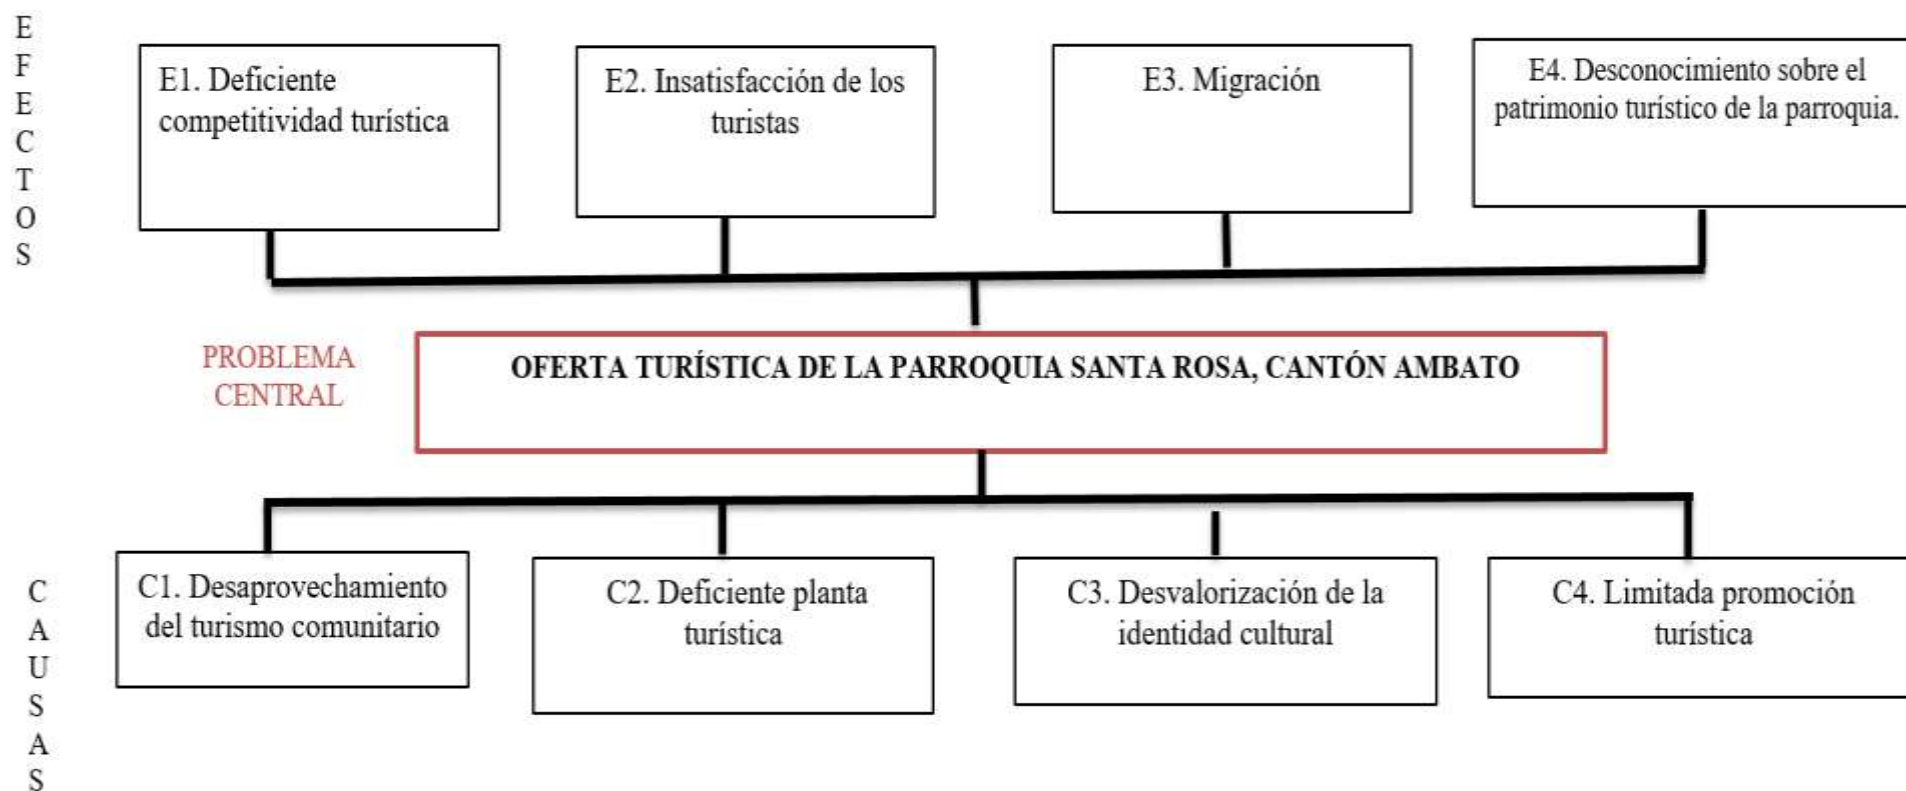 E
F
E
C
T
O
S
E1. Deficiente
competitividad turística
E2. Insatisfacción de los
turistas
E3. Migración
E4. Desconocimiento sobre el
patrimonio turístico de la parroquia.
PROBLEMA
CENTRAL
OFERTA TURÍSTICA DE LA PARROQUIA SANTA ROSA, CANTÓN AMBATO
C
A
U
S
A
S
C1. Desaprovechamiento
del turismo comunitario
C2. Deficiente planta
turística
C3. Desvalorización de la
identidad cultural
C4. Limitada promoción
turística